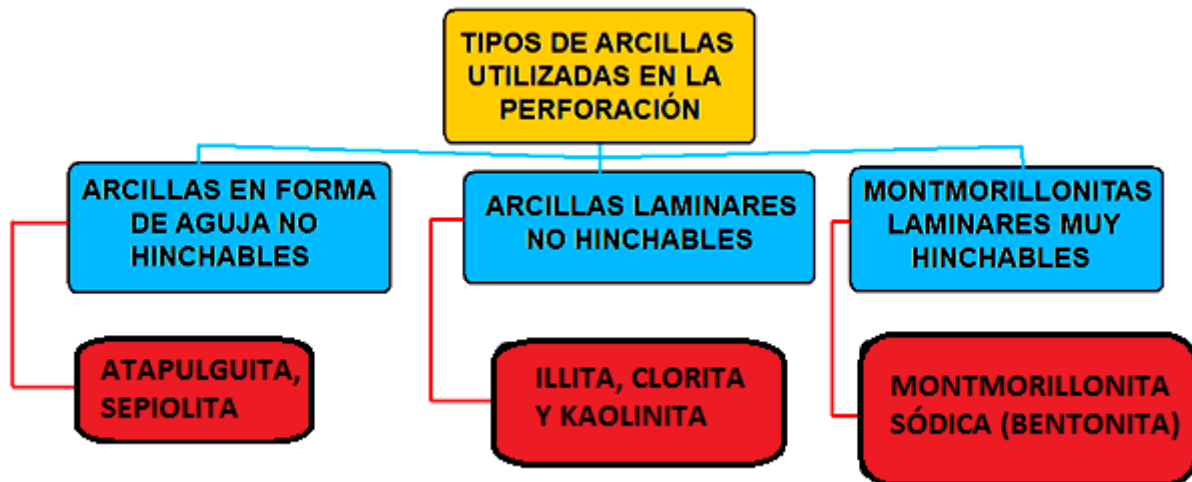 TIPOS DE ARCILLAS
UTILIZADAS EN LA
PERFORACIÓN
ARCILLAS EN FORMA
DE AGUJA NO
HINCHABLES
ARCILLAS LAMINARES
NO HINCHABLES
MONTMORILLONITAS
LAMINARES MUY
HINCHABLES
ATAPULGUITA,
SEPIOLITA
ILLITA, CLORITA
Y KAOLINITA
MONTMORILLONITA
SÓDICA (BENTONITA)